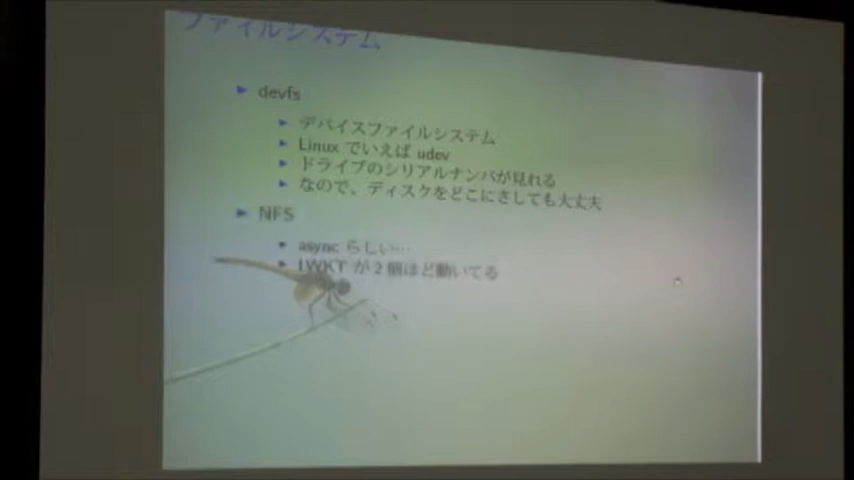 ファイルシステム
devfs
デバイスファイルシステム
Linux でいえば udev
ドライブのシリアルナンバが見れる
なので、ディスクをどこにさしても大丈夫
NFS
async らしい…
LWKT が2個ほど動いてる